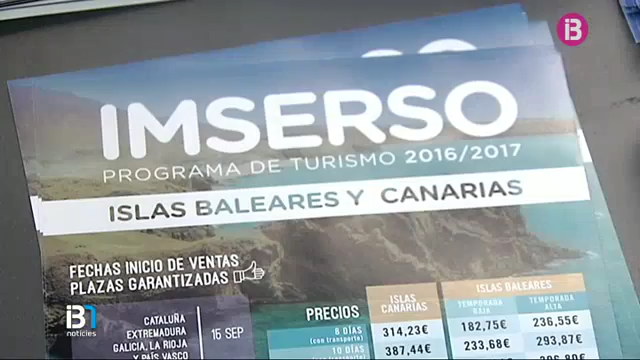 IMSERSO
PROGRAMA DE TURISMO 2016/2017
ISLAS BALEARES Y CANARIAS
FECHAS INICIO DE VENTAS
PLAZAS GARANTIZADAS
CATALUÑA
EXTREMADURA
GALICIA, LA RIOJA
Y PAÍS VASCO
15 SEP
PRECIOS
ISLAS
CANARIAS
ISLAS BALEARES
TEMPORADA
BAJA
TEMPORADA
ALTA
8 DÍAS
(con transporte)
314,23€
182,75€
236,55€
10 DÍAS
387,44€
233,68€
293,87€
IB
notícies